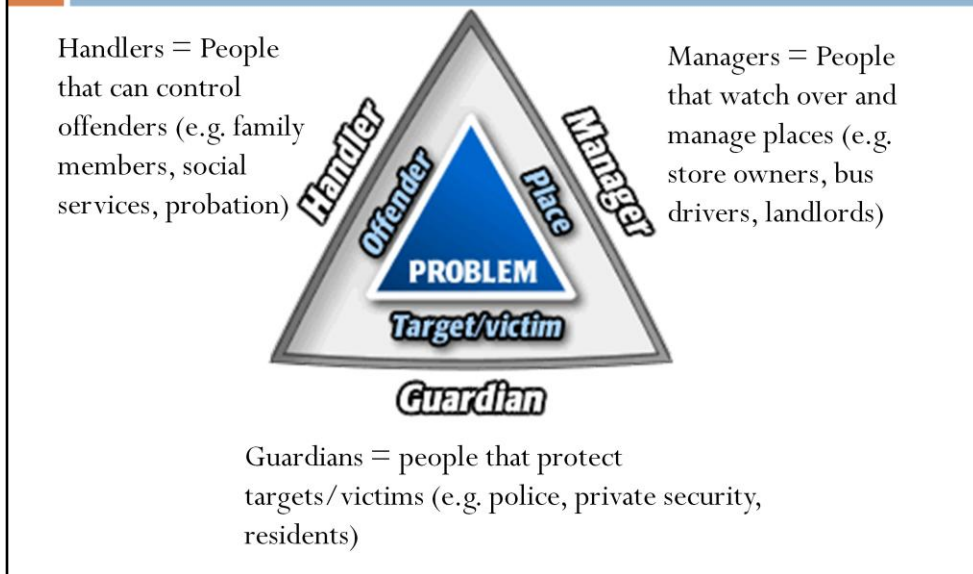 Handlers = People
that can control
offenders (e.g. family
members, social
services, probation)
Managers = People
that watch over and
manage places (e.g.
store owners, bus
drivers, landlords)
Handler
Manager
Offender
Place
PROBLEM
Target/victim
Guardian
Guardians = people that protect
targets/victims (e.g. police, private security,
residents)